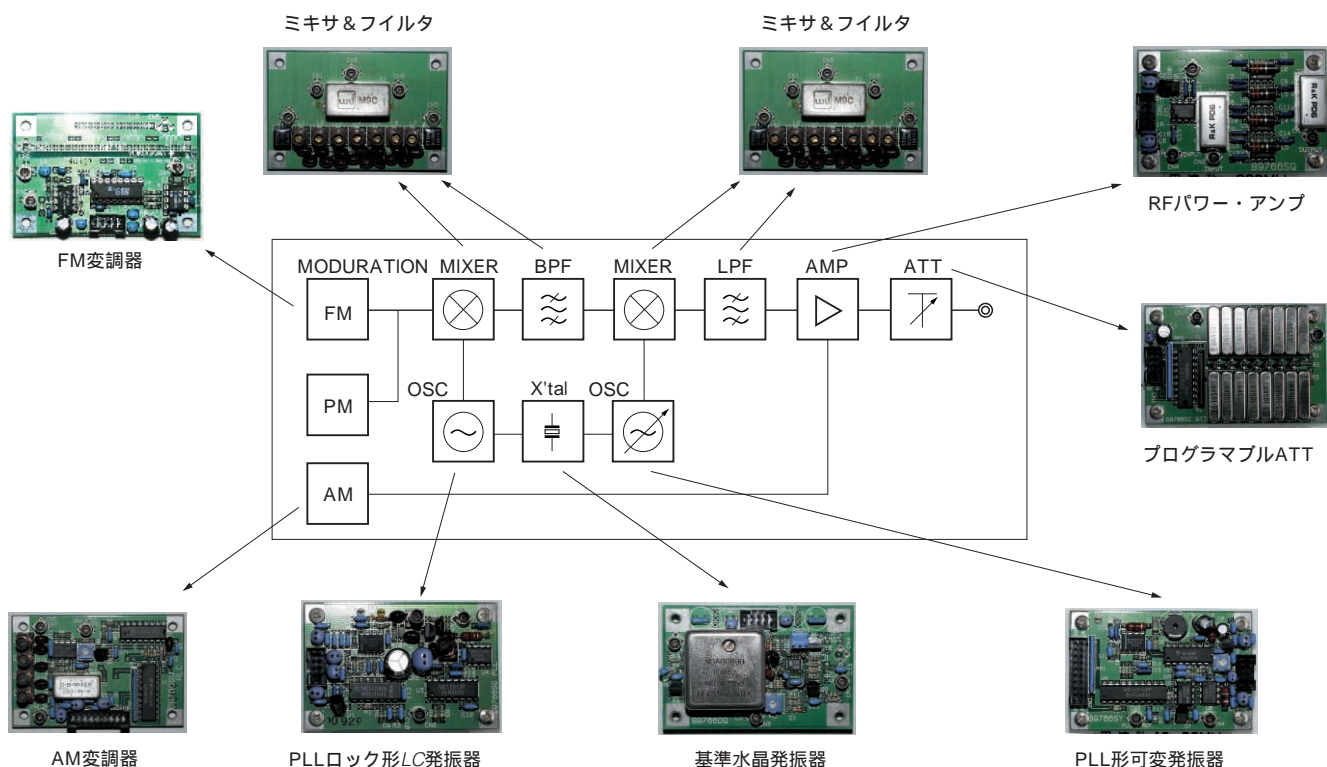 ミキサ＆フイルタ
ミキサ＆フイルタ
M9C
M9C
RFパワー・アンプ
FM変調器
MODURATION MIXER BPF MIXER LPF AMP ATT
FM
OSC X'tal OSC
PM
プログラマブルATT
AM
AM変調器
PLLロック形LC発振器
基準水晶発振器
PLL形可変発振器